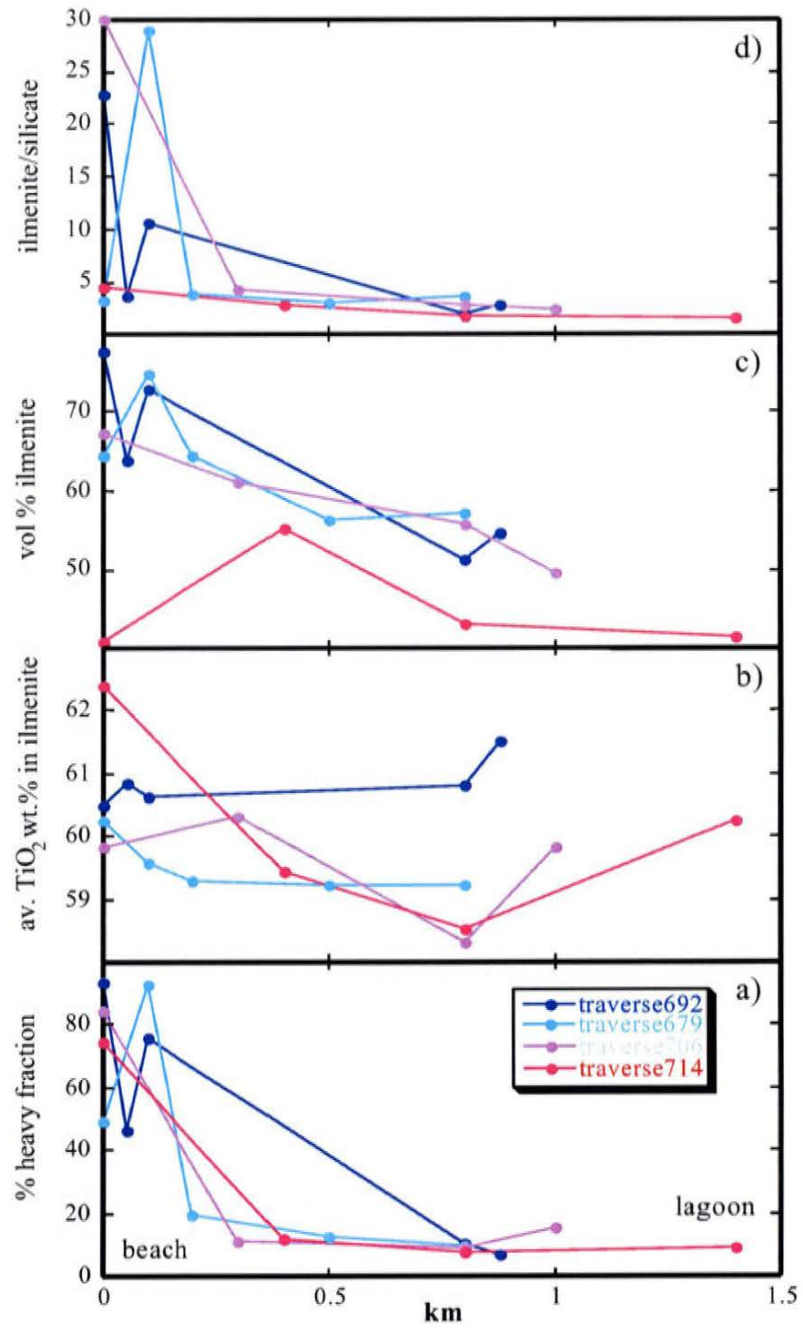 30
d)
25
20
15
10
5
ilmenite/silicate
c)
70
60
50
vol % ilmenite
b)
62
61
60
59
av. TiO2 wt.% in ilmenite
a)
80
60
40
20
0
% heavy fraction
traverse692
traverse679
traverse706
traverse714
lagoon
beach
0
0.5
1
1.5
km